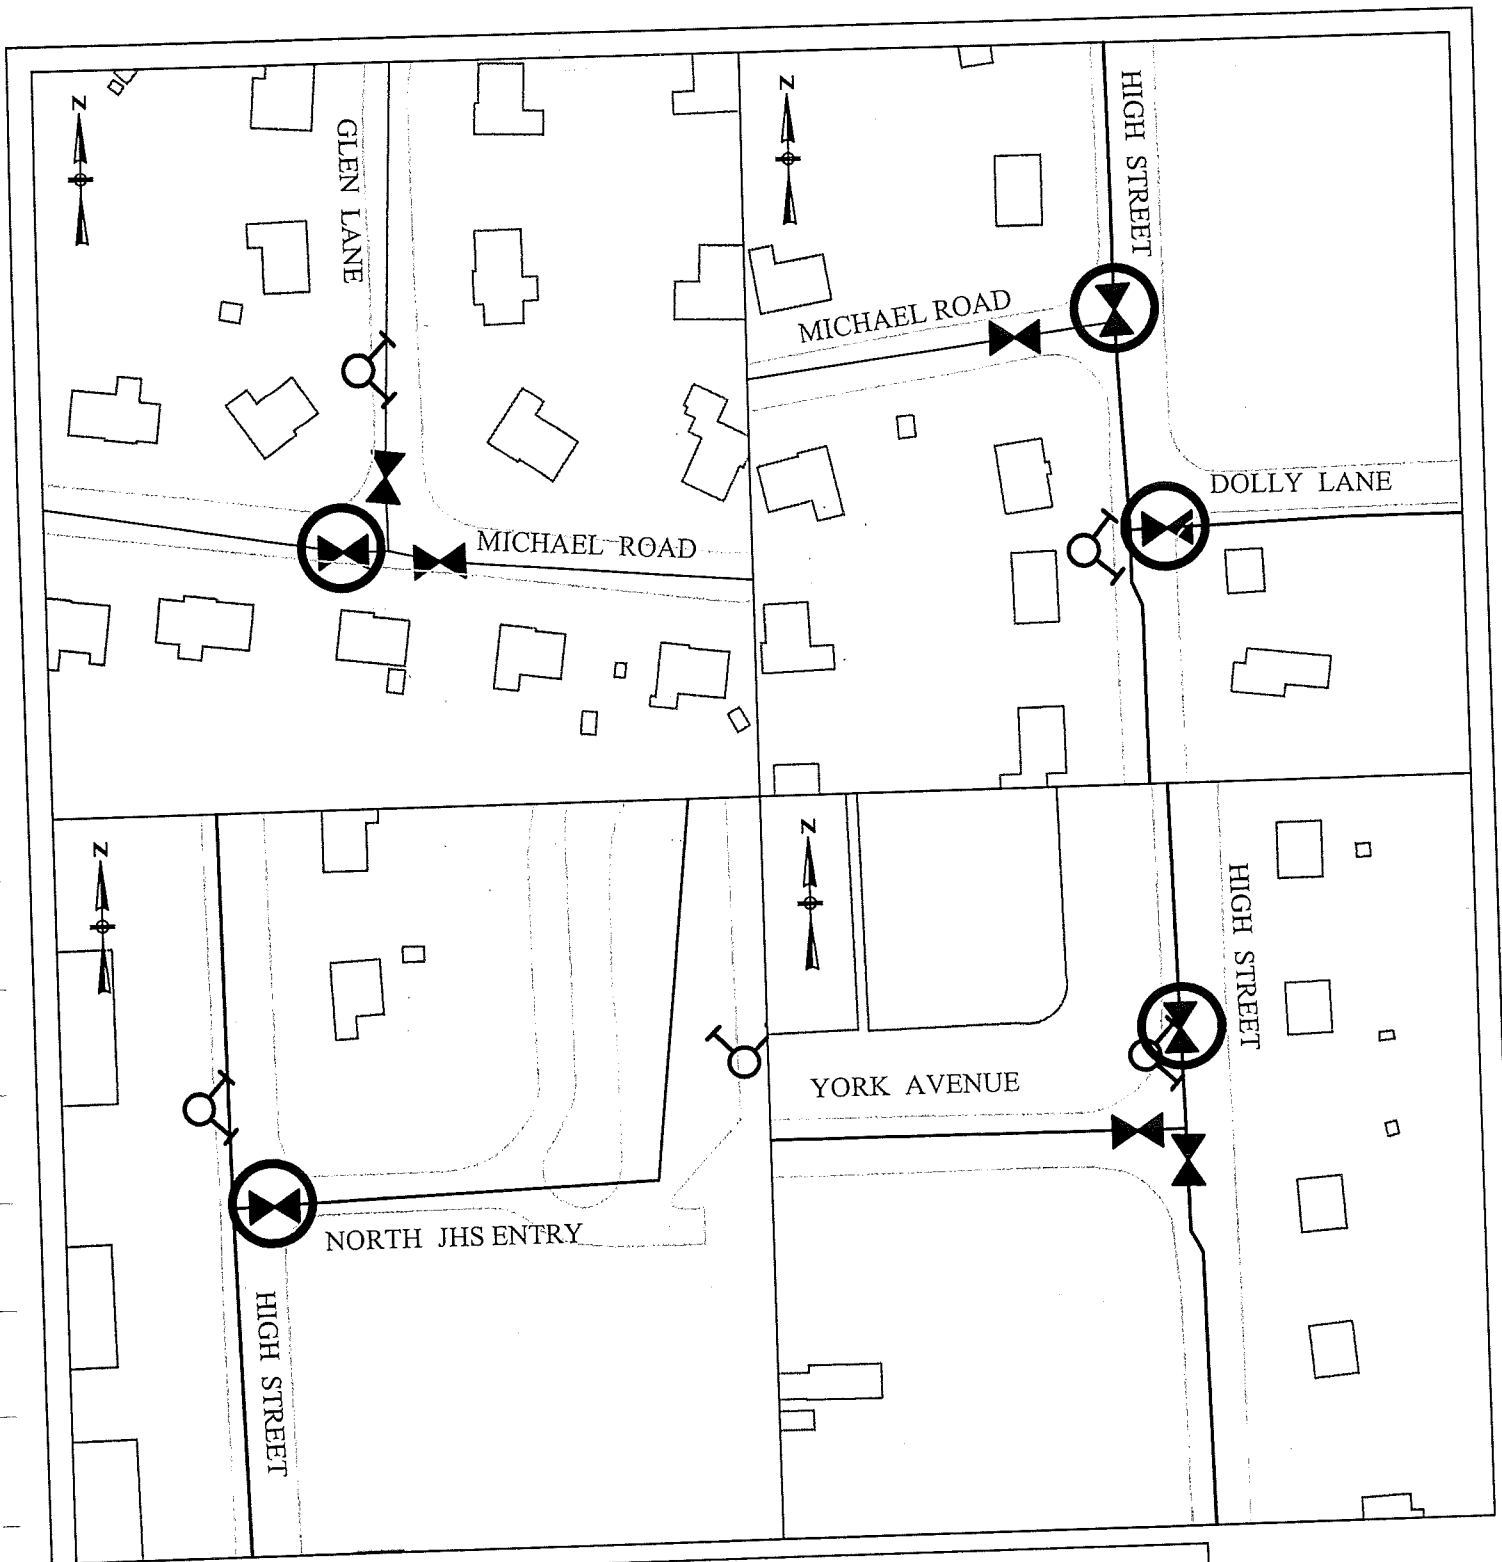 N
GLEN LANE
MICHAEL ROAD
N
HIGH STREET
MICHAEL ROAD
DOLLY LANE
N
NORTH JHS ENTRY
HIGH STREET
N
HIGH STREET
YORK AVENUE